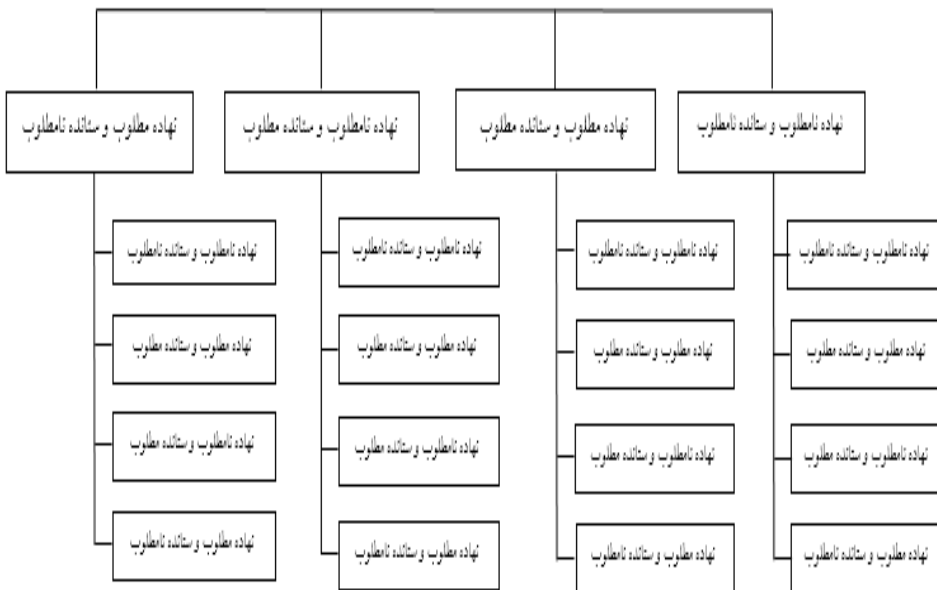 نهاده نامطلوب و ستانده نامطلوب
نهاده مطلوب و ستانده مطلوب
نهاده نامطلوب و ستانده مطلوب
نهاده مطلوب و ستانده نامطلوب
نهاده نامطلوب و ستانده نامطلوب
نهاده نامطلوب و ستانده نامطلوب
نهاده نامطلوب و ستانده نامطلوب
نهاده نامطلوب و ستانده نامطلوب
نهاده مطلوب و ستانده مطلوب
نهاده مطلوب و ستانده مطلوب
نهاده مطلوب و ستانده مطلوب
نهاده مطلوب و ستانده مطلوب
نهاده نامطلوب و ستانده مطلوب
نهاده نامطلوب و ستانده مطلوب
نهاده نامطلوب و ستانده مطلوب
نهاده نامطلوب و ستانده مطلوب
نهاده مطلوب و ستانده نامطلوب
نهاده مطلوب و ستانده نامطلوب
نهاده مطلوب و ستانده نامطلوب
نهاده مطلوب و ستانده نامطلوب